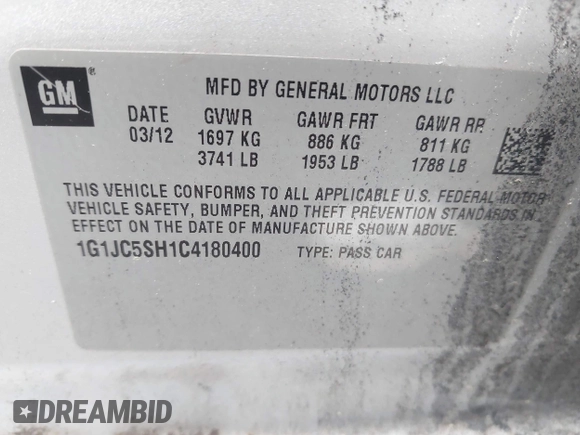 GM ®
MFD BY GENERAL MOTORS LLC
DATE GVWR GAWR FRT GAWR RR
03/12 1697 KG 886 KG 811 KG
3741 LB 1953 LB 1788 LB
THIS VEHICLE CONFORMS TO ALL APPLICABLE U.S. FEDERAL MOTOR
VEHICLE SAFETY, BUMPER, AND THEFT PREVENTION STANDARDS IN
EFFECT ON THE DATE OF MANUFACTURE SHOWN ABOVE.
1G1JC5SH1C4180400 TYPE: PASS CAR
DREAMBID